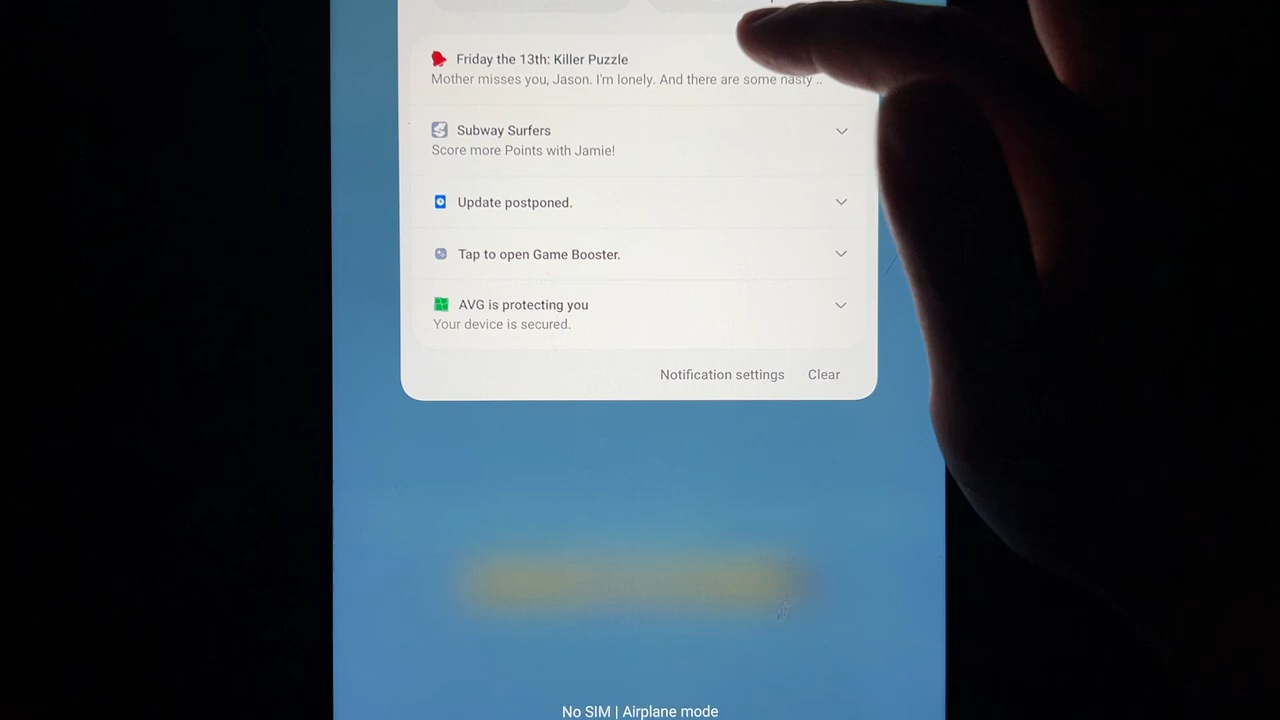 Friday the 13th: Killer Puzzle
Mother misses you, Jason. I'm lonely. And there are some nasty ..
Subway Surfers
Score more Points with Jamie!
Update postponed.
Tap to open Game Booster.
AVG is protecting you
Your device is secured.
Notification settings Clear
No SIM | Airplane mode